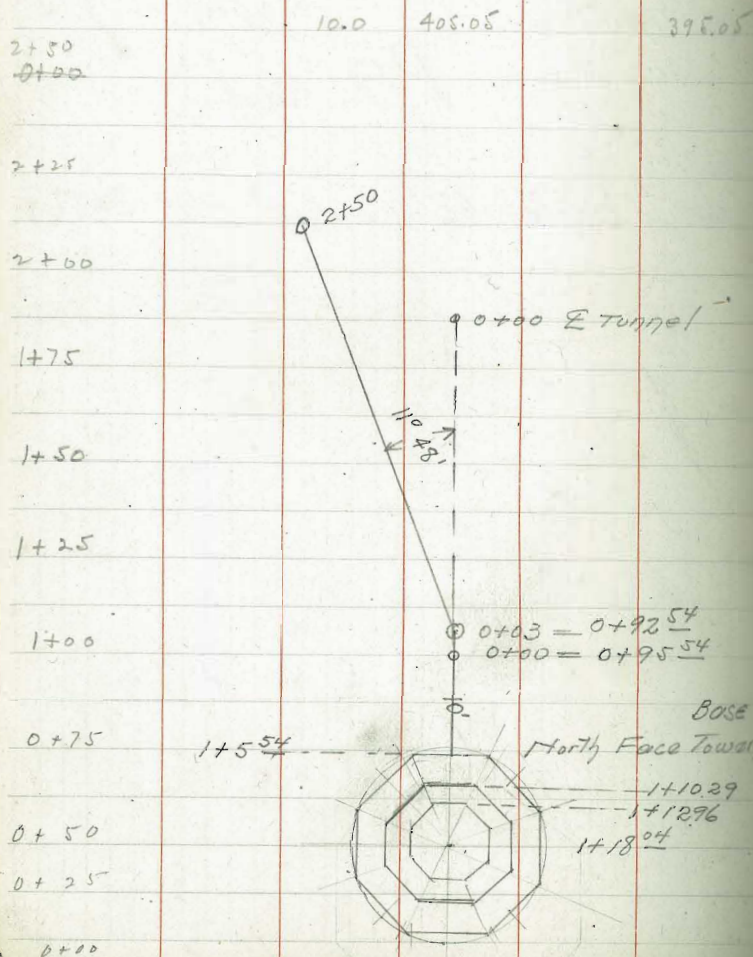 10.0 405.05 395.05
2+50
0+00
2+25
2+50
2+00
0+00 ℄ Tunnel
1+75
11° 48'
1+50
1+25
0+03 = 0+92 54
1+00
0+00 = 0+95 54
Base
0+75 1+5 54 North Face Tower
1+10.29
1+12.96
0+50 1+18 04
0+25
0+00